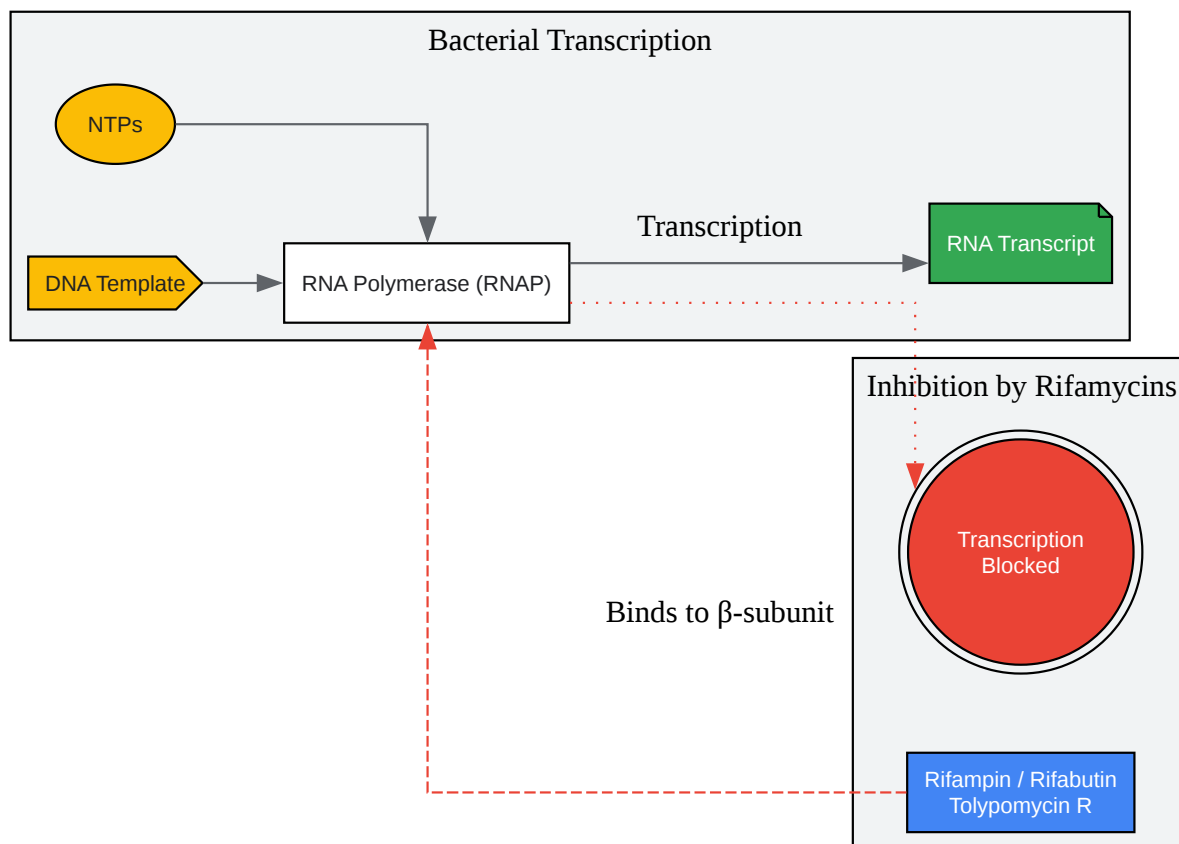 Bacterial Transcription
NTPs
Transcription
RNA Transcript
DNA Template
RNA Polymerase (RNAP)
Inhibition by Rifamycins
Transcription
Blocked
Binds to β-subunit
Rifampin / Rifabutin
Tolypomycin R